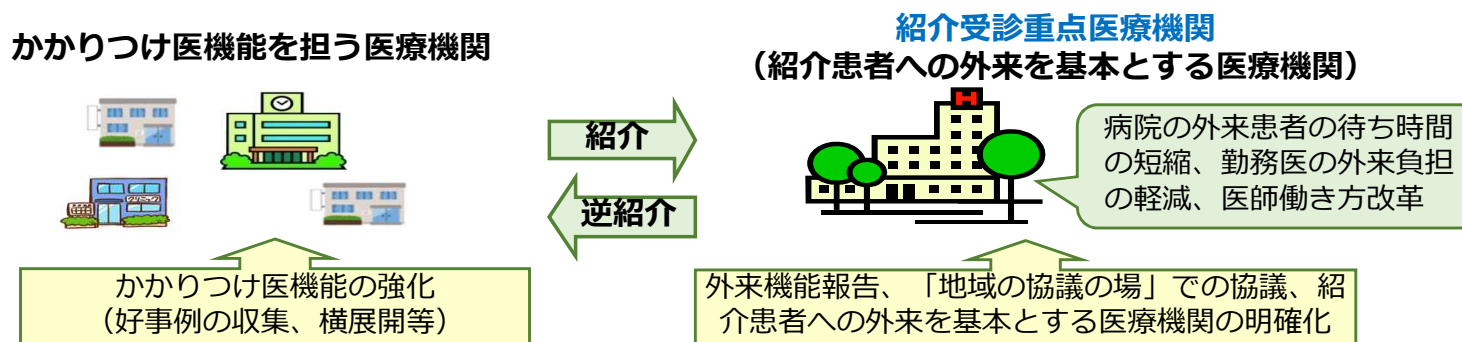 かかりつけ医機能を担う医療機関
紹介受診重点医療機関
（紹介患者への外来を基本とする医療機関）
紹介
逆紹介
クリニック
H
病院の外来患者の待ち時間
の短縮、勤務医の外来負担
の軽減、医師働き方改革
かかりつけ医機能の強化
（好事例の収集、横展開等）
外来機能報告、「地域の協議の場」での協議、紹
介患者への外来を基本とする医療機関の明確化